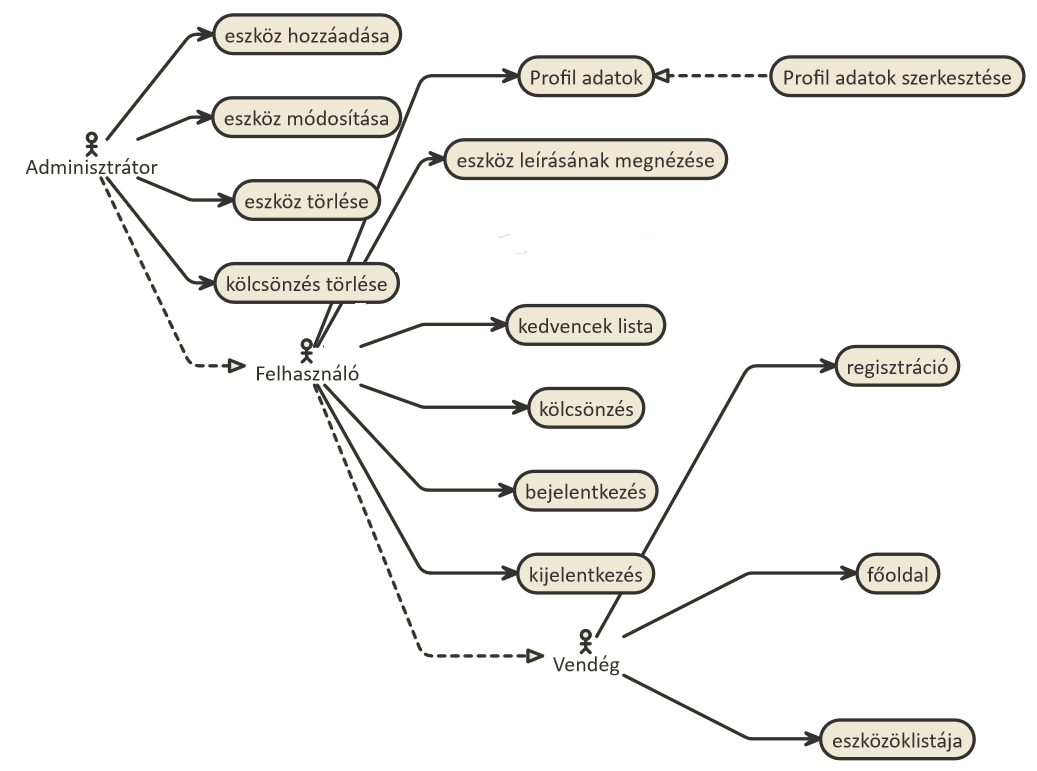 eszköz hozzáadása
Profil adatok
Profil adatok szerkesztése
eszköz módosítása
Adminisztrátor
eszköz leírásának megnézése
eszköz törlése
kölcsönzés törlése
kedvencek lista
Felhasználó
regisztráció
kölcsönzés
bejelentkezés
kijelentkezés
főoldal
Vendég
eszközöklistája